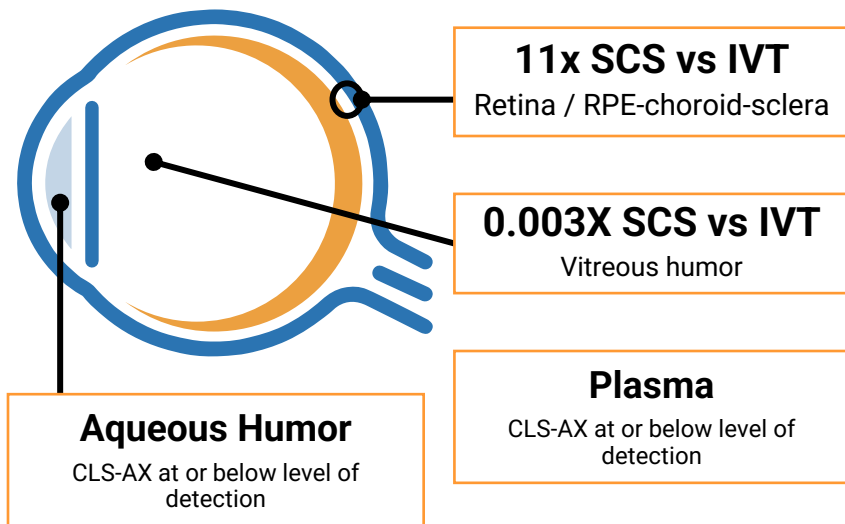 11x SCS vs IVT
Retina / RPE-choroid-sclera
0.003X SCS vs IVT
Vitreous humor
Plasma
CLS-AX at or below level of
detection
Aqueous Humor
CLS-AX at or below level of
detection